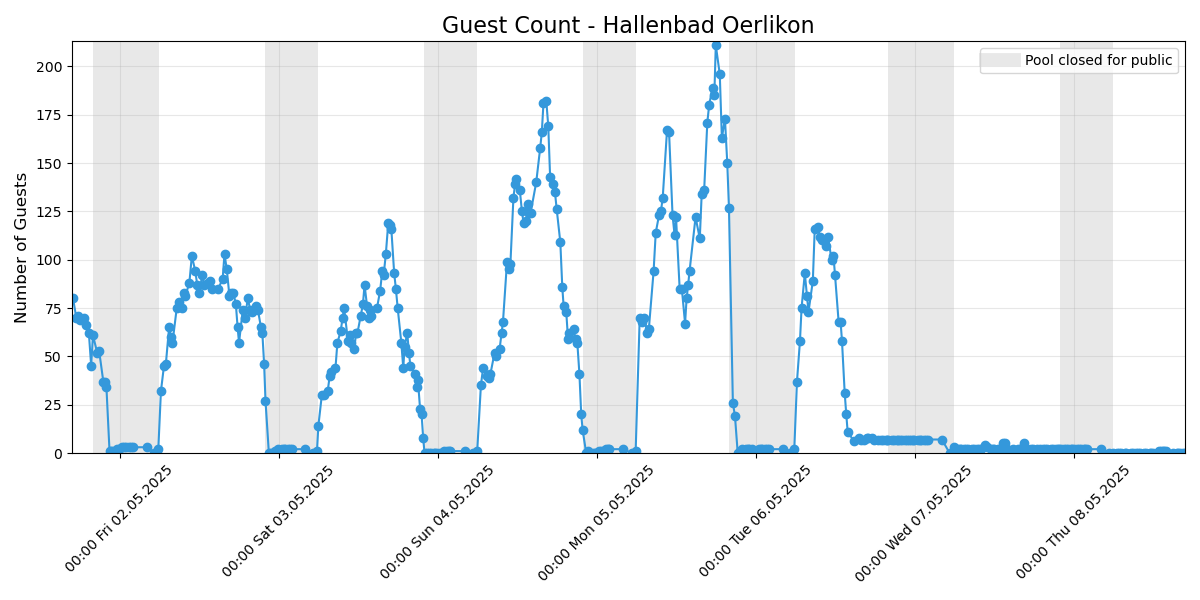 Guest Count - Hallenbad Oerlikon
Number of Guests
200
175
150
125
100
75
50
25
0
Pool closed for public
00:00 Fri 02.05.2025
00:00 Sat 03.05.2025
00:00 Sun 04.05.2025
00:00 Mon 05.05.2025
00:00 Tue 06.05.2025
00:00 Wed 07.05.2025
00:00 Thu 08.05.2025